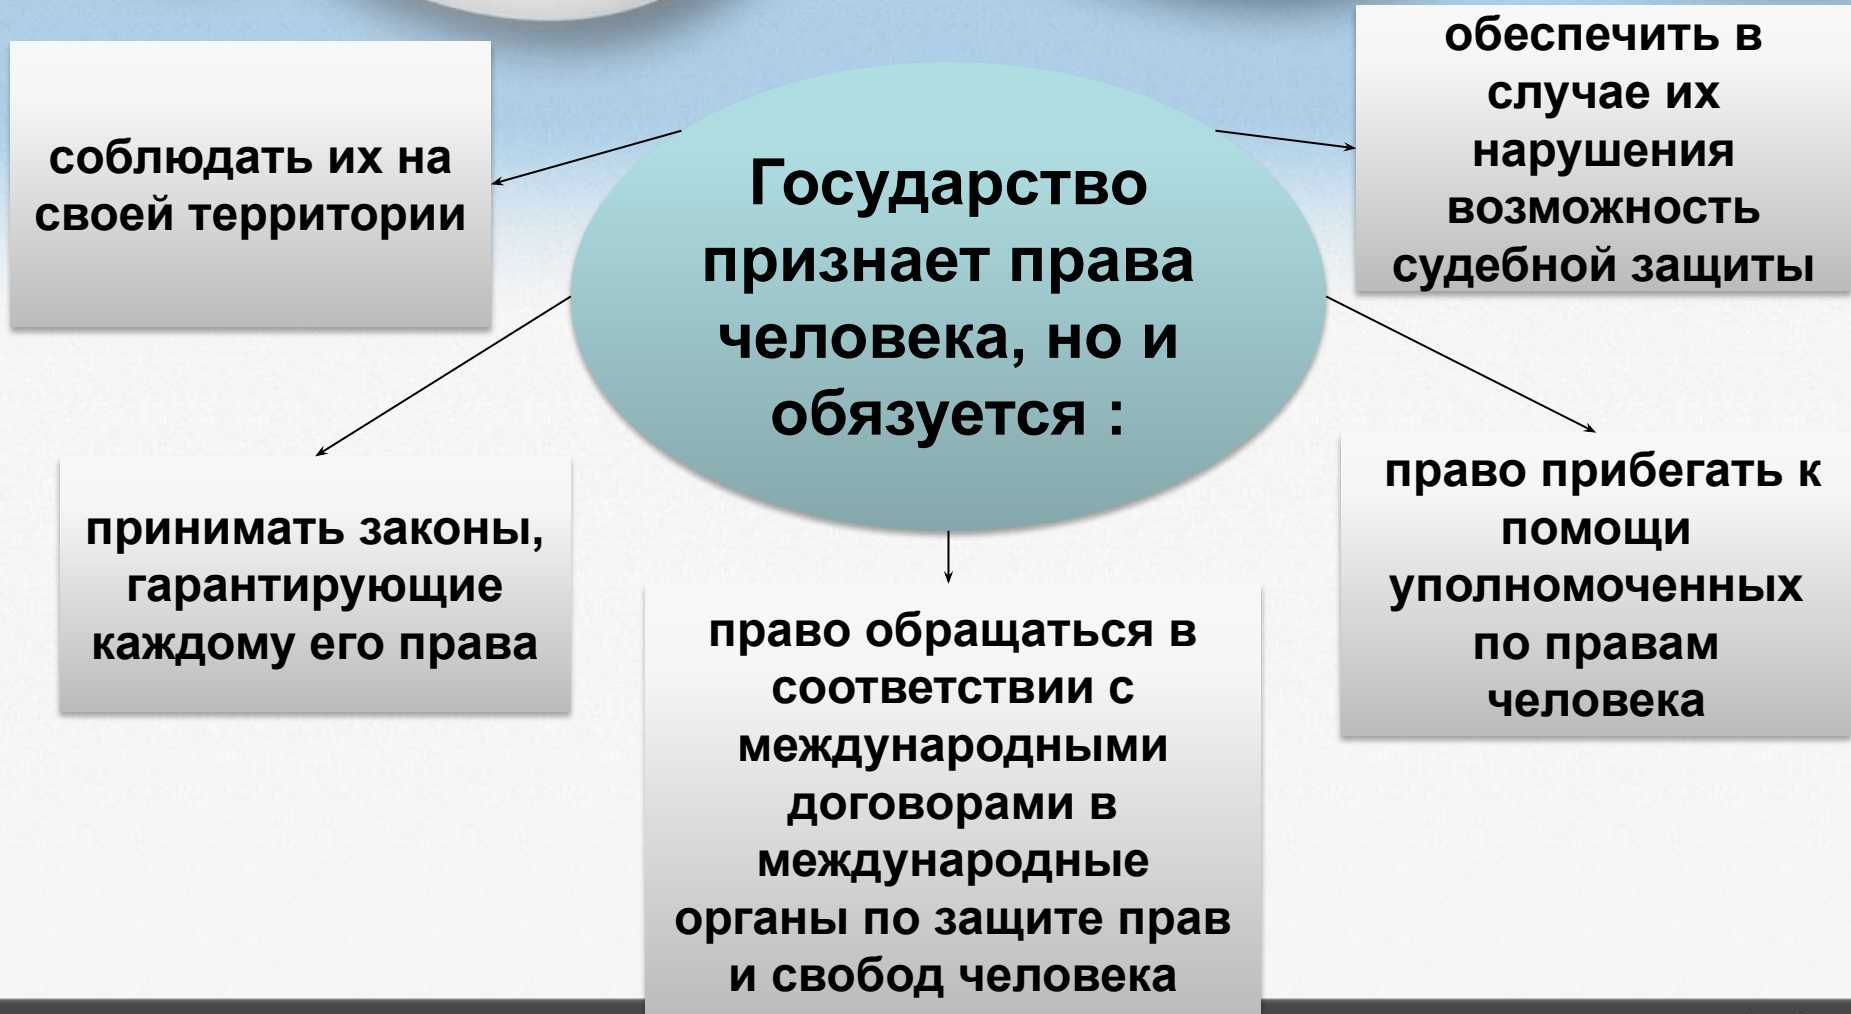 соблюдать их на
своей территории
Государство
признает права
человека, но и
обязуется :
обеспечить в
случае их
нарушения
возможность
судебной защиты
принимать законы,
гарантирующие
каждому его права
право обращаться в
соответствии с
международными
договорами в
международные
органы по защите прав
и свобод человека
право прибегать к
помощи
уполномоченных
по правам
человека